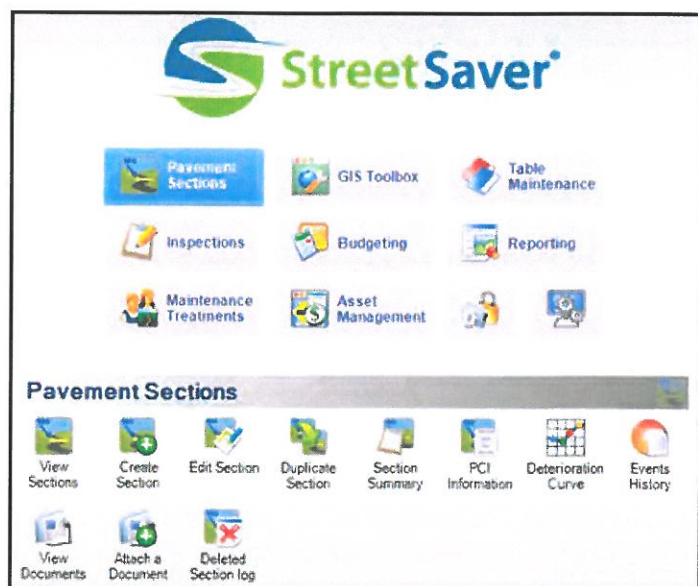 StreetSaver
Pavement
Sections
GIS Toolbox
Table
Maintenance
Inspections
Budgeting
Reporting
Maintenance
Treatments
Asset
Management
Pavement Sections
View
Sections
Create
Section
Edit Section
Duplicate
Section
Section
Summary
PCI
Information
Deterioration
Curve
Events
History
View
Documents
Attach a
Document
Deleted
Section log